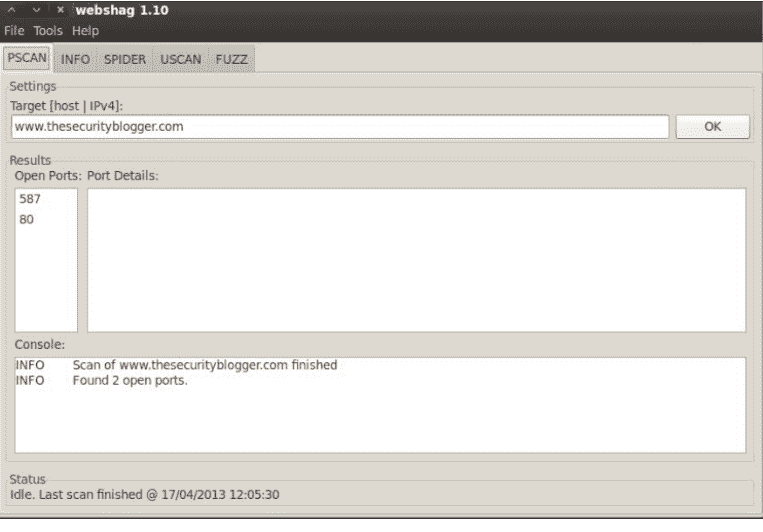 webshag 1.10
File Tools Help
PSCAN INFO SPIDER USCAN FUZZ
Settings
Target [host | IPv4]:
www.thesecurityblogger.com OK
Results
Open Ports: Port Details:
587
80
Console:
INFO Scan of www.thesecurityblogger.com finished
INFO Found 2 open ports.
Status
Idle. Last scan finished @ 17/04/2013 12:05:30